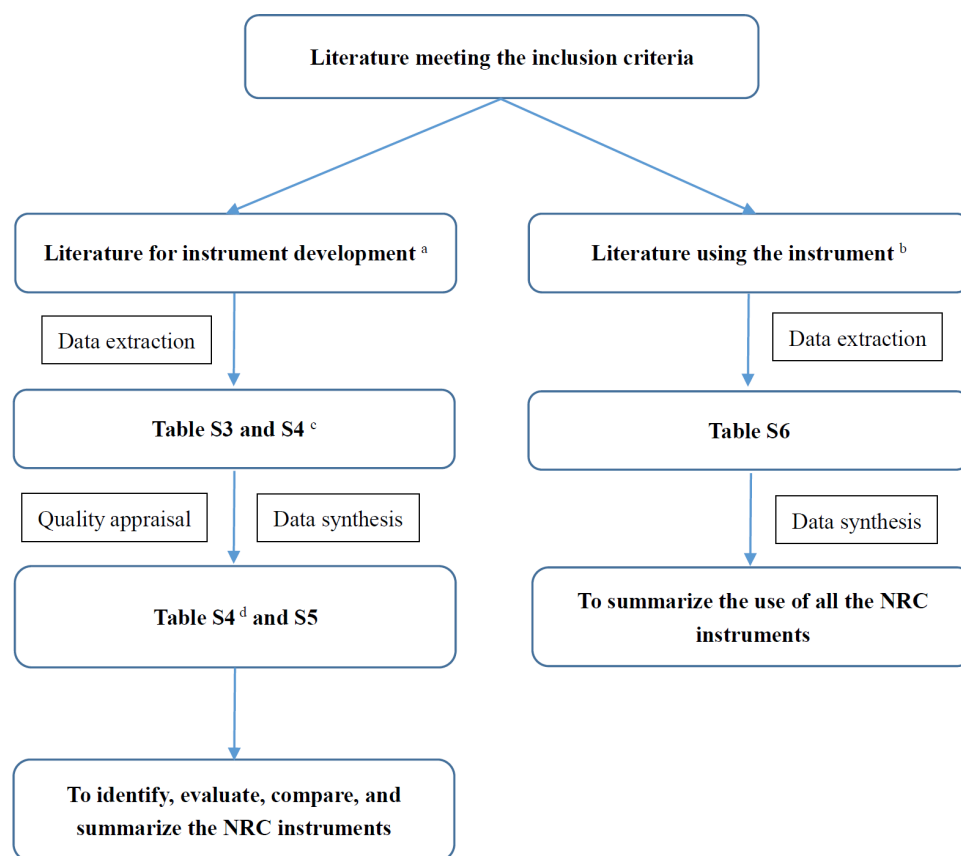 Literature meeting the inclusion criteria
Literature for instrument development a
Literature using the instrument b
Data extraction
Data extraction
Table S3 and S4 c
Table S6
Quality appraisal
Data synthesis
Data synthesis
Table S4 d and S5
To summarize the use of all the NRC
instruments
To identify, evaluate, compare, and
summarize the NRC instruments